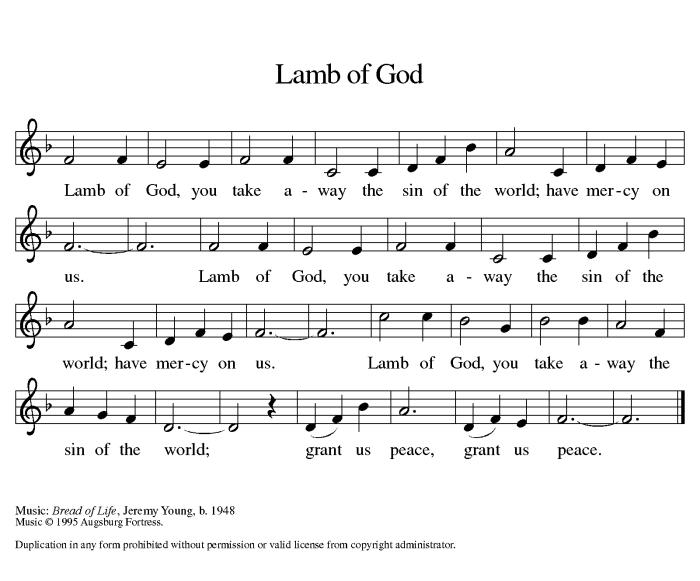 Lamb of God
Lamb of God, you take a - way the sin of the world; have mer - cy on
us. Lamb of God, you take a - way the sin of the
world; have mer - cy on us. Lamb of God, you take a - way the
sin of the world; grant us peace, grant us peace.
Music: Bread of Life, Jeremy Young, b. 1948
Music © 1995 Augsburg Fortress.
Duplication in any form prohibited without permission or valid license from copyright administrator.